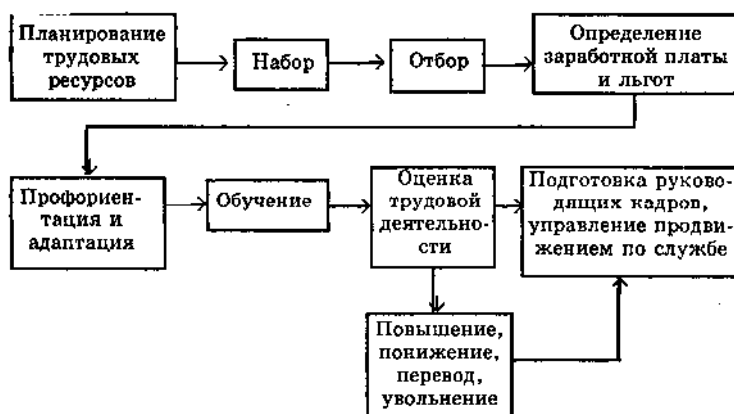 Планирование
трудовых
ресурсов
Набор
Отбор
Определение
заработной платы
и льгот
Профориен-
тация и
адаптация
Обучение
Оценка
трудовой
деятельно-
сти
Подготовка руково-
дящих кадров,
управление продви-
жением по службе
Повышение,
понижение,
перевод,
увольнение